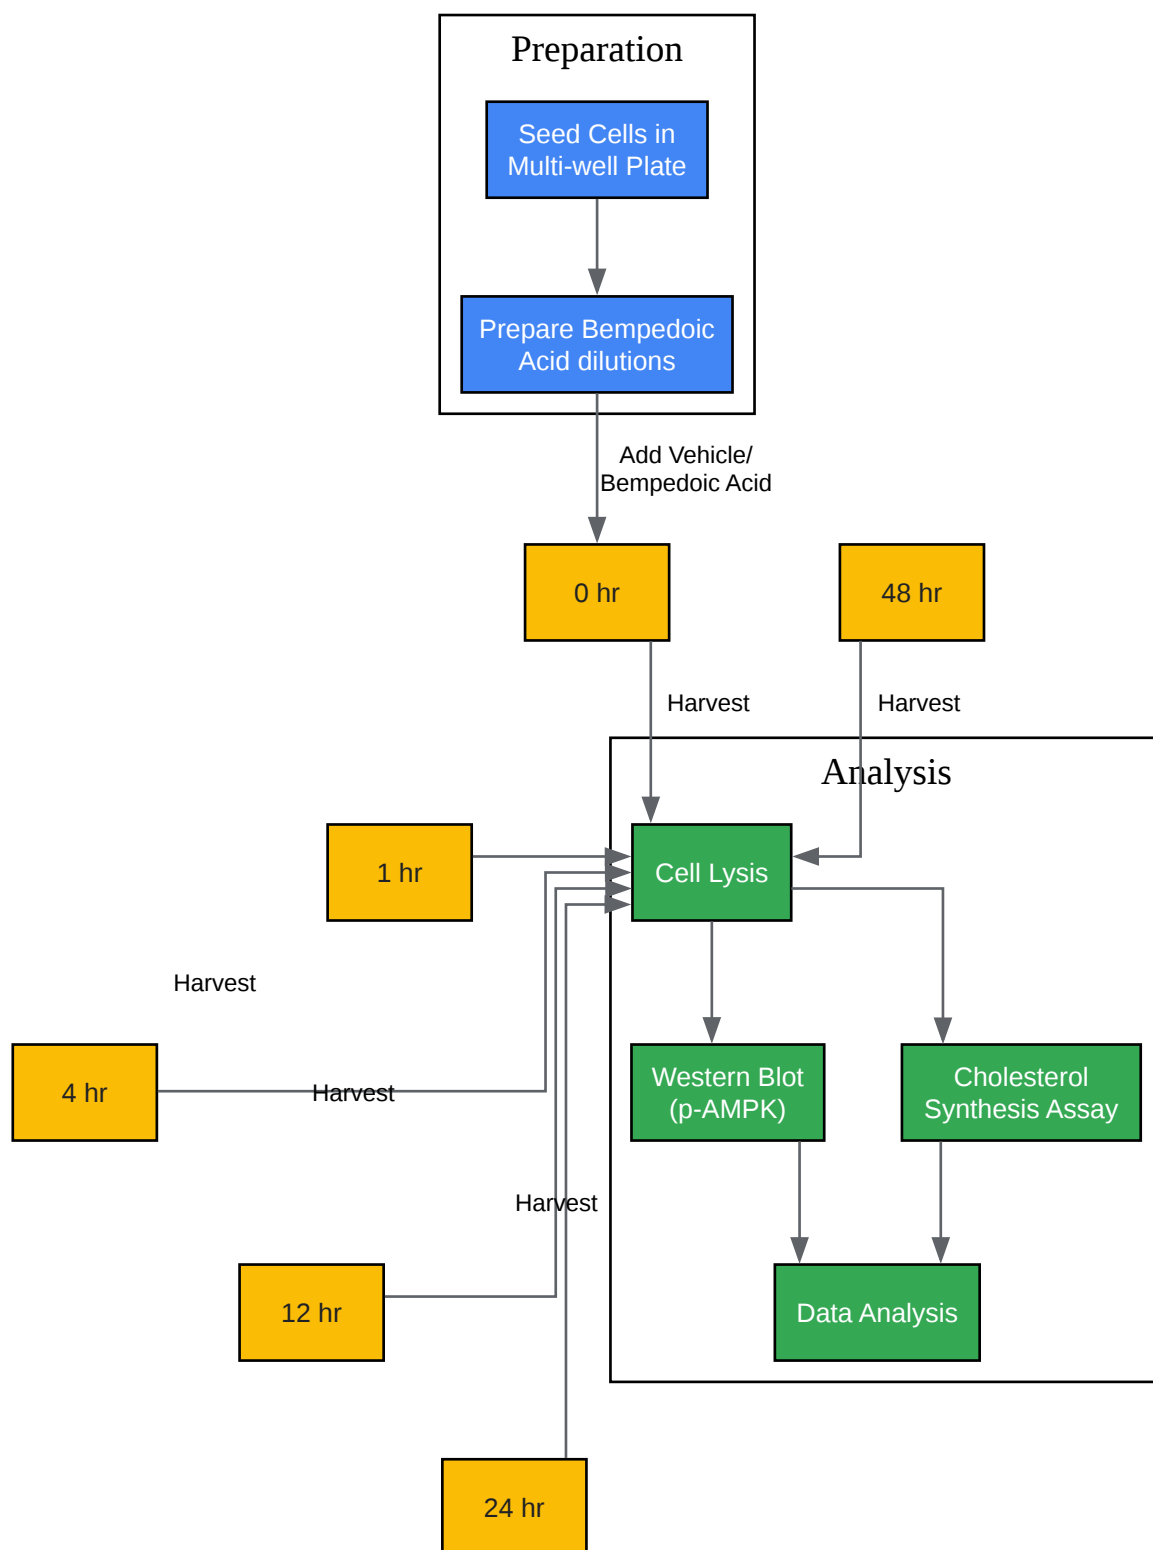 Preparation
Seed Cells in
Multi-well Plate
Prepare Bempedoic
Acid dilutions
Add Vehicle/
Bempedoic Acid
0 hr
48 hr
Harvest
Harvest
Analysis
1 hr
Cell Lysis
Harvest
4 hr
Harvest
Western Blot
(p-AMPK)
Cholesterol
Synthesis Assay
Harvest
12 hr
Data Analysis
24 hr